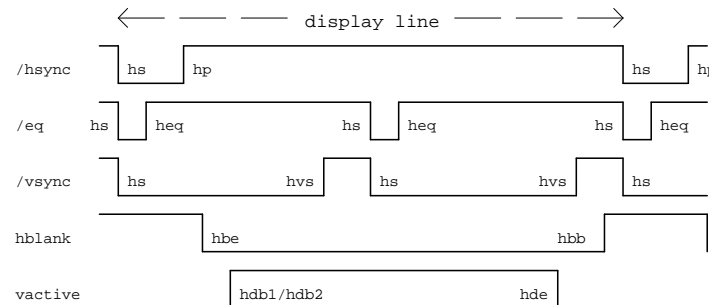 display line
/hsync hs hp hs hp
/eq hs heq hs heq hs heq
/vsync hs hvs hs hvs hs
hblank hbe hbb
vactive hdb1/hdb2 hde